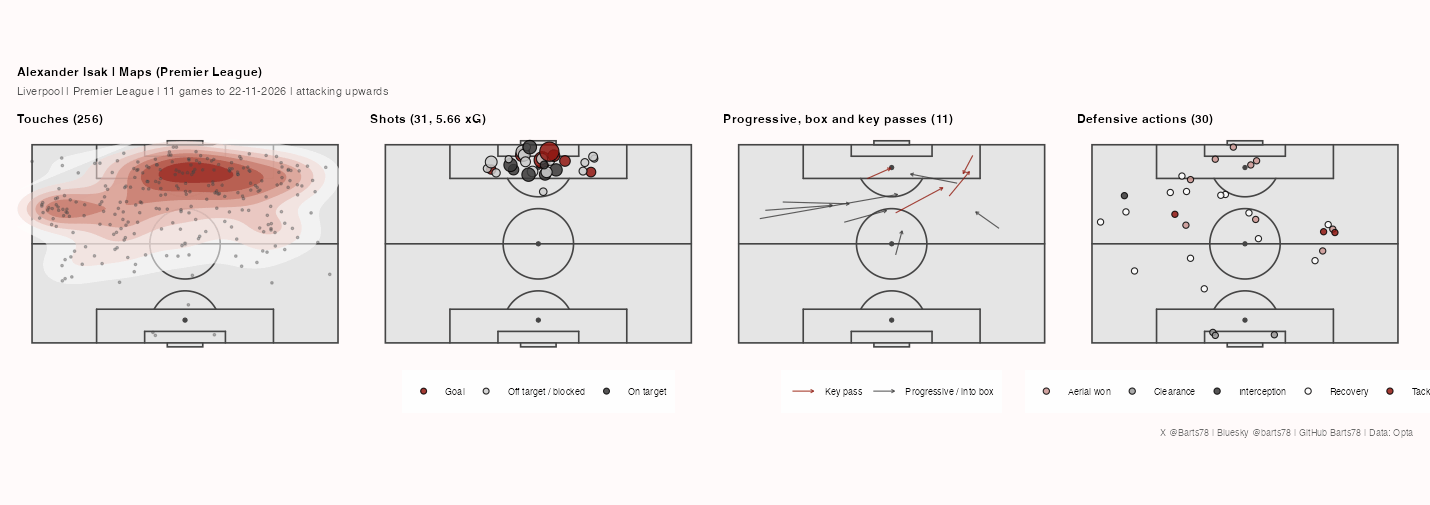 Alexander Isak | Maps (Premier League)
Liverpool | Premier League | 11 games to 22-11-2026 | attacking upwards
Touches (256)
Shots (31, 5.66 xG)
Progressive, box and key passes (11)
Defensive actions (30)
Goal
Off target / blocked
On target
Key pass
Progressive / into box
Aerial won
Clearance
Interception
Recovery
Tack
X @Barts78 | Bluesky @barts78 | GitHub Barts78 | Data: Opta